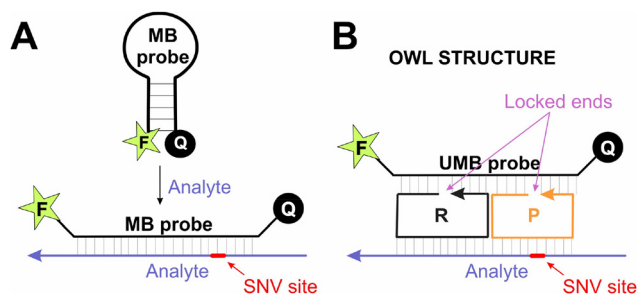 A
MB
probe
F
Q
Analyte
F
MB probe
Q
Analyte
SNV site
B
OWL STRUCTURE
Locked ends
F
UMB probe
Q
R
P
Analyte
SNV site